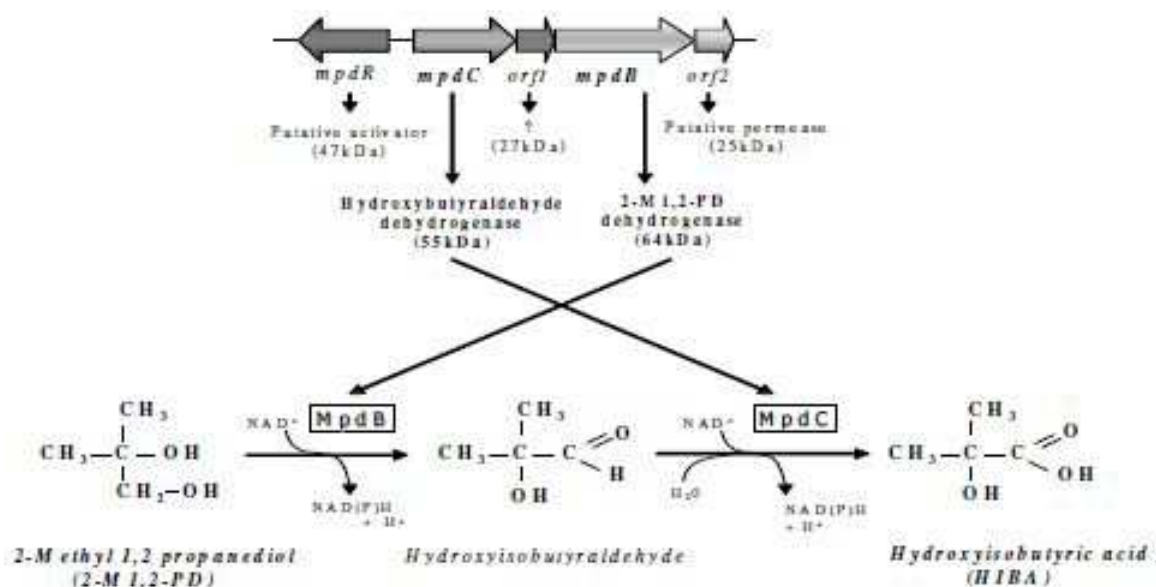 mpdR mpdC orf1 mpdB orf2
Putative activator
(47kDa)
?
(27kDa)
Putative permease
(25kDa)
Hydroxybutyraldehyde
dehydrogenase
(55kDa)
2-M1,2-PD
dehydrogenase
(64kDa)
MpdB
MpdC
CH3
CH3—C—OH
CH2—OH
NAD+
NAD(P)H
+ H+
CH3
O
CH3—C—C
H
OH
NAD+
H2O
NAD(P)H
+ H+
CH3
O
CH3—C—C
OH
OH
2-Methyl 1,2 propanediol
(2-M1,2-PD)
Hydroxyisobutyraldehyde
Hydroxyisobutyric acid
(HIBA)